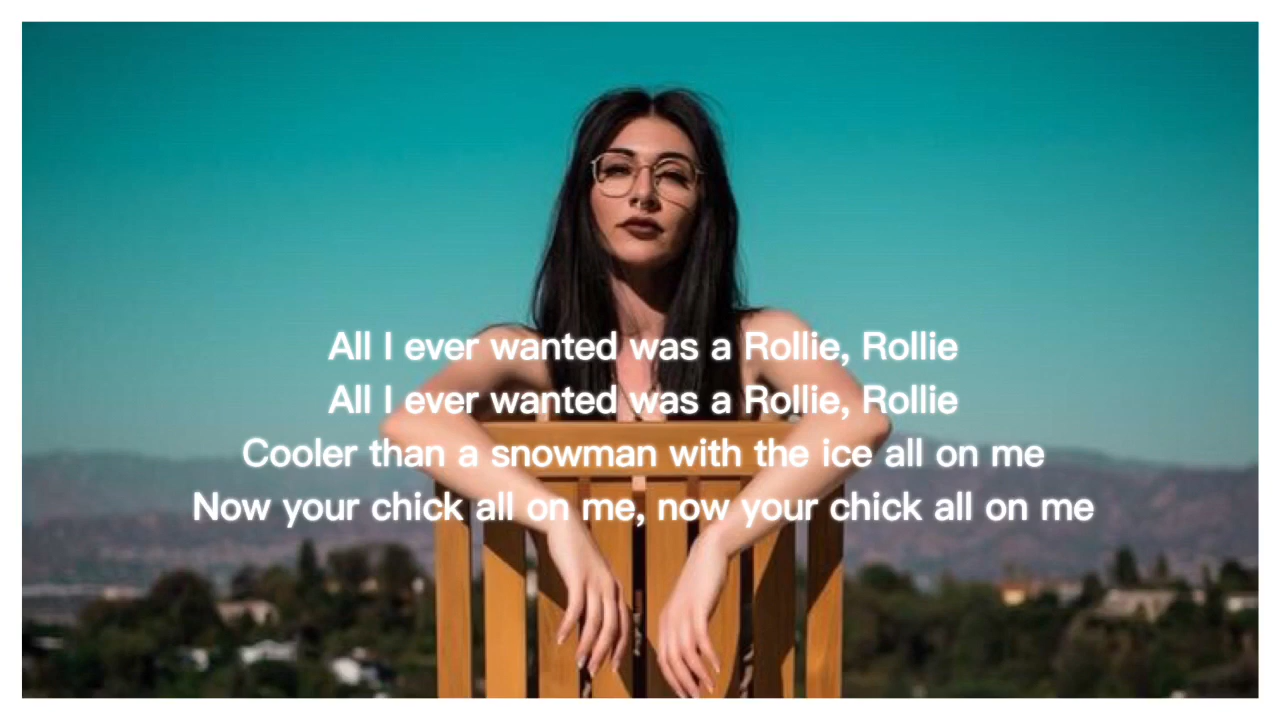 All I ever wanted was a Rollie, Rollie
All I ever wanted was a Rollie, Rollie
Cooler than a snowman with the ice all on me
Now your chick all on me, now your chick all on me